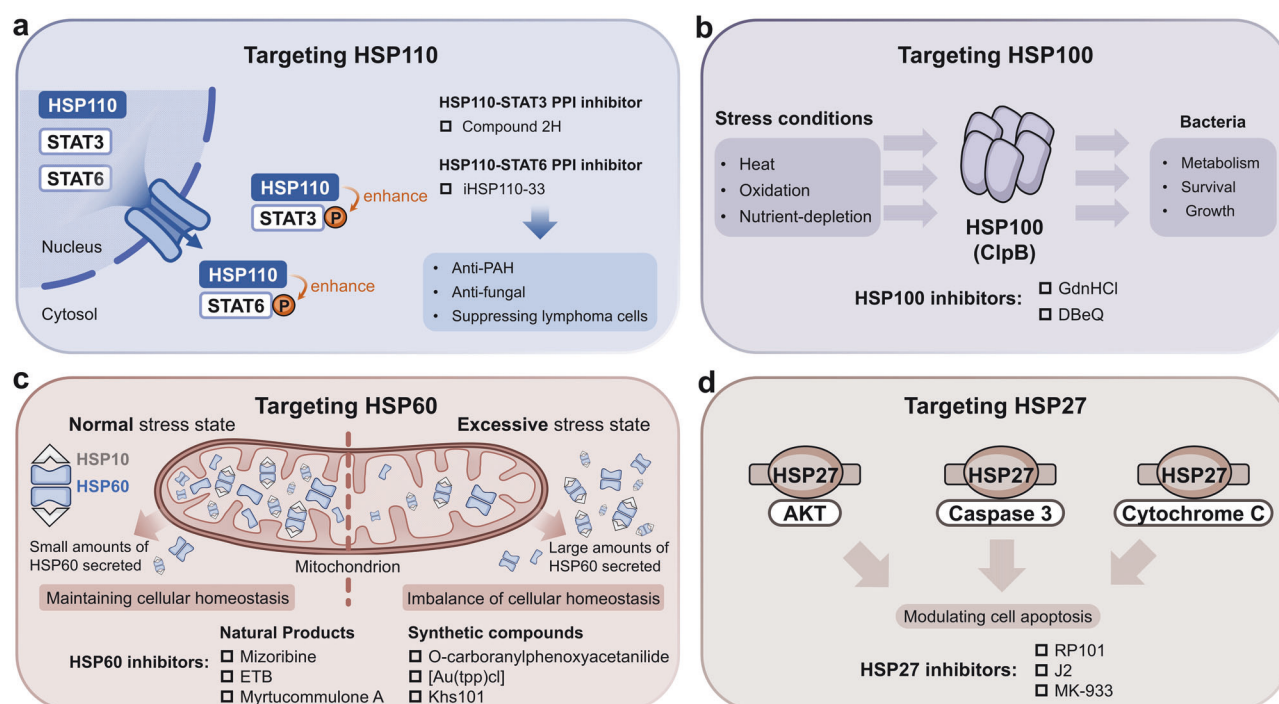 a
Targeting HSP110
HSP110
STAT3
STAT6
Nucleus
Cytosol
HSP110
STAT3 P
enhance
HSP110
STAT6 P
enhance
HSP110-STAT3 PPI inhibitor
Compound 2H
HSP110-STAT6 PPI inhibitor
iHSP110-33
• Anti-PAH
• Anti-fungal
• Suppressing lymphoma cells
b
Targeting HSP100
Stress conditions
• Heat
• Oxidation
• Nutrient-depletion
HSP100
(ClpB)
Bacteria
• Metabolism
• Survival
• Growth
HSP100 inhibitors:
GdnHCl
DBeQ
c
Targeting HSP60
Normal stress state
Excessive stress state
HSP10
HSP60
Small amounts of
HSP60 secreted
Mitochondrion
Large amounts of
HSP60 secreted
Maintaining cellular homeostasis
Imbalance of cellular homeostasis
HSP60 inhibitors:
Natural Products
Mizoribine
ETB
Myrtucommulone A
Synthetic compounds
O-carboranylphenoxyacetanilide
[Au(tpp)cl]
Khs101
d
Targeting HSP27
HSP27
AKT
HSP27
Caspase 3
HSP27
Cytochrome C
Modulating cell apoptosis
HSP27 inhibitors:
RP101
J2
MK-933